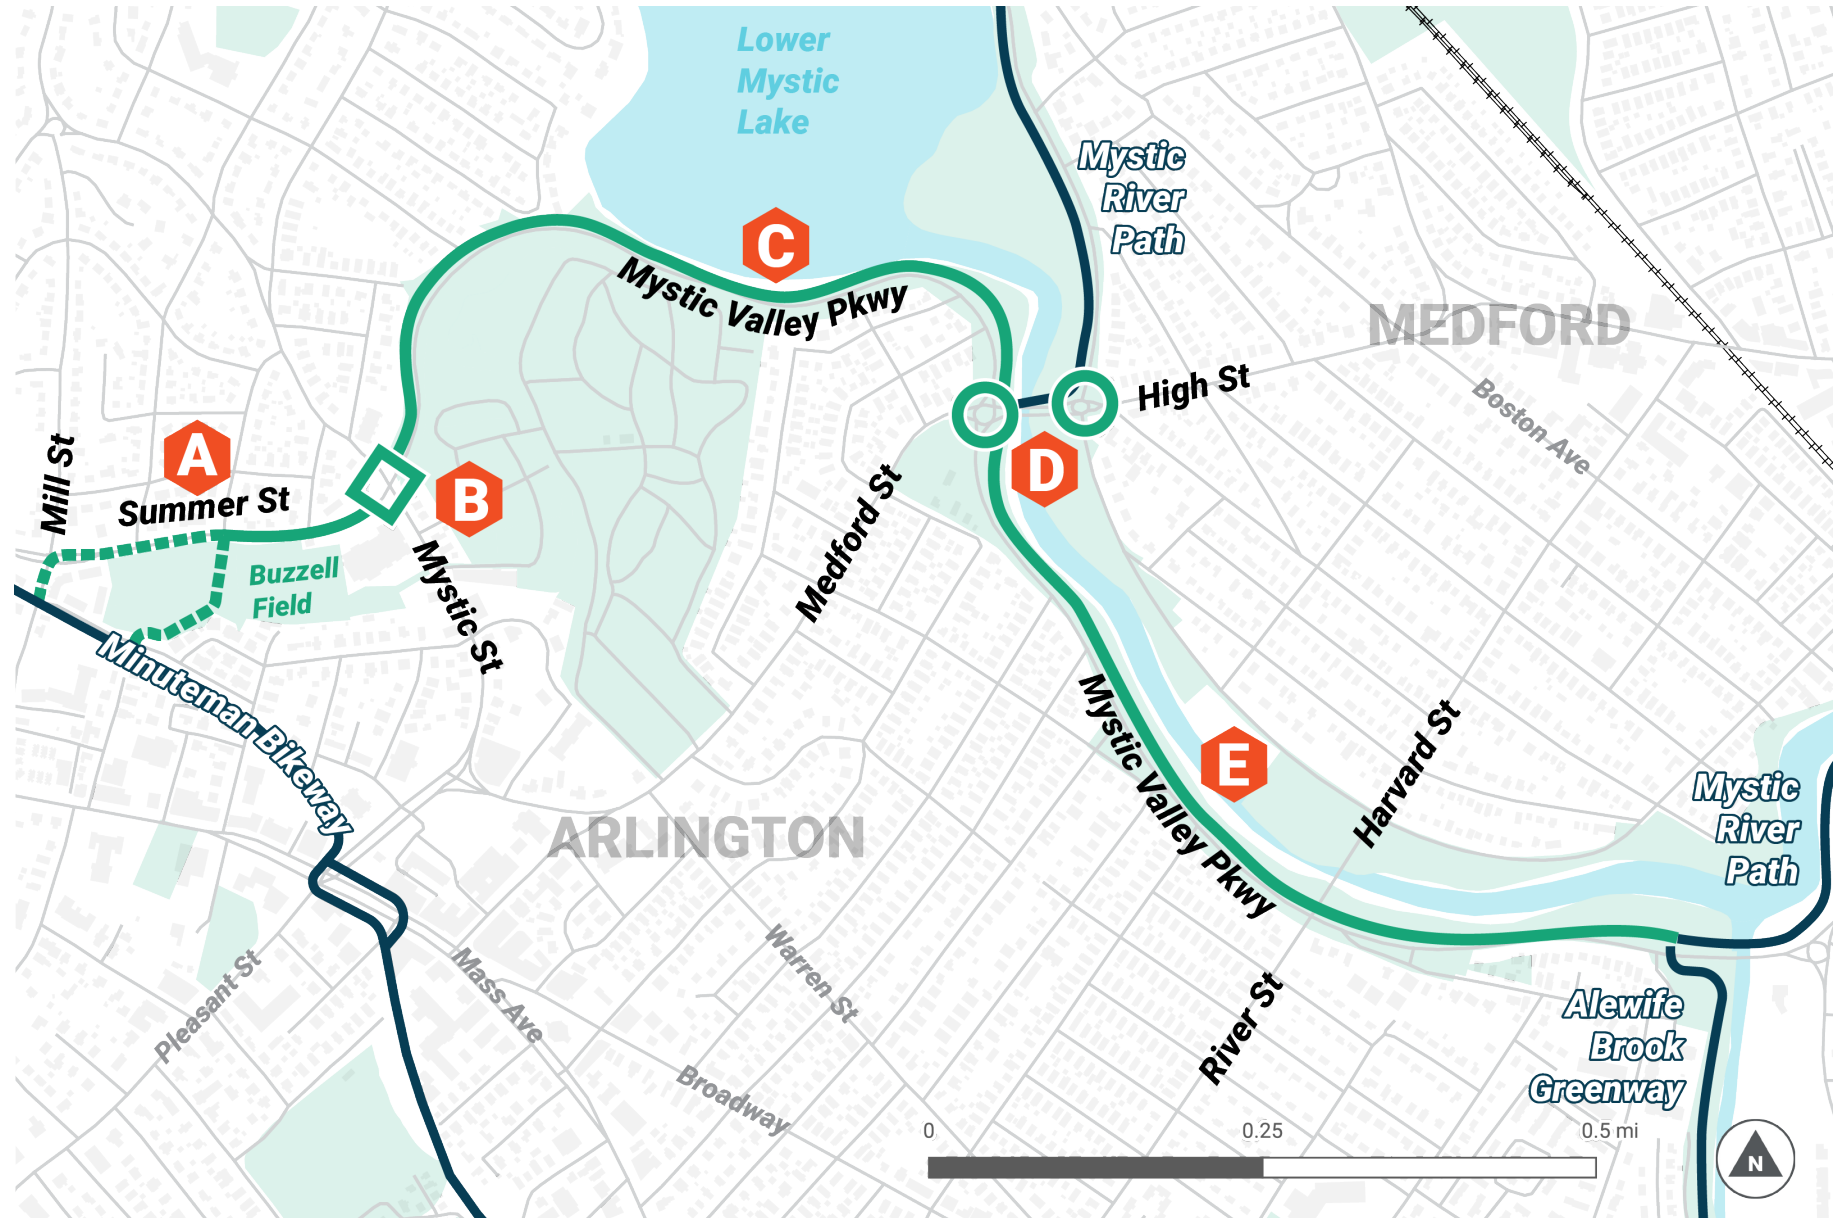 Lower
Mystic
Lake
Mystic
River
Path
C
Mystic Valley Pkwy
MEDFORD
High St
Boston Ave
Mill St
A
Summer St
B
D
Medford St
Buzzell
Field
Mystic St
Minuteman Bikeway
Mystic Valley Pkwy
E
Harvard St
Mystic
River
Path
ARLINGTON
Pleasant St
Mass Ave
Warren St
River St
Alewife
Brook
Greenway
Broadway
0 0.25 0.5 mi
N